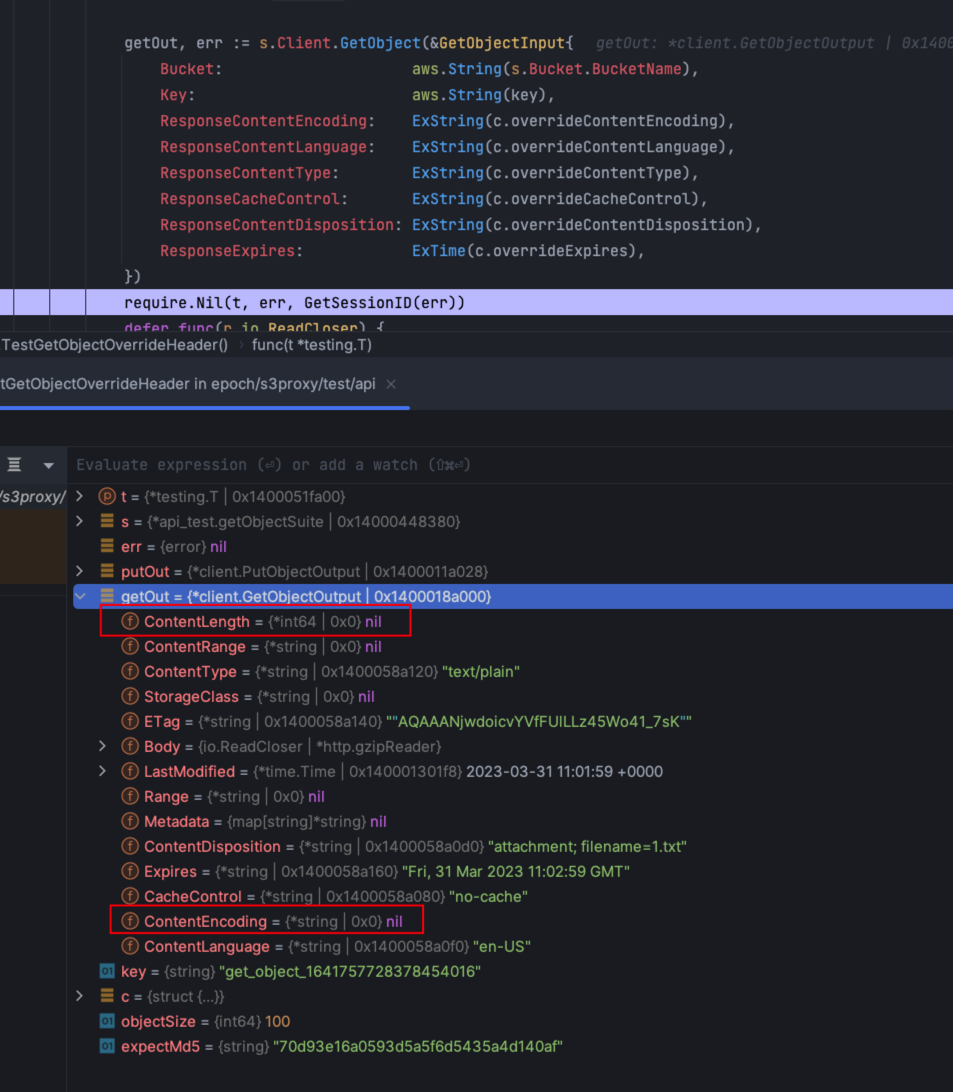 getOut, err := s.Client.GetObject(&GetObjectInput{ getOut: *client.GetObjectOutput | 0x1400
Bucket: aws.String(s.Bucket.BucketName),
Key: aws.String(key),
ResponseContentEncoding: ExString(c.overrideContentEncoding),
ResponseContentLanguage: ExString(c.overrideContentLanguage),
ResponseContentType: ExString(c.overrideContentType),
ResponseCacheControl: ExString(c.overrideCacheControl),
ResponseContentDisposition: ExString(c.overrideContentDisposition),
ResponseExpires: ExTime(c.overrideExpires),
})
require.Nil(t, err, GetSessionID(err))
defer func(r io.ReadCloser) {
TestGetObjectOverrideHeader() › func(t *testing.T)
tGetObjectOverrideHeader in epoch/s3proxy/test/api ×
Evaluate expression (⏎) or add a watch (⇧⌘⏎)
/s3proxy/
t = {*testing.T | 0x1400051fa00}
s = {*api_test.getObjectSuite | 0x14000448380}
err = {error} nil
putOut = {*client.PutObjectOutput | 0x1400011a028}
getOut = {*client.GetObjectOutput | 0x1400018a000}
ContentLength = {*int64 | 0x0} nil
ContentRange = {*string | 0x0} nil
ContentType = {*string | 0x1400058a120} "text/plain"
StorageClass = {*string | 0x0} nil
ETag = {*string | 0x1400058a140} ""AQAAANjwdoicvYVfFUlLLz45Wo41_7sK""
Body = {io.ReadCloser | *http.gzipReader}
LastModified = {*time.Time | 0x140001301f8} 2023-03-31 11:01:59 +0000
Range = {*string | 0x0} nil
Metadata = {map[string]*string} nil
ContentDisposition = {*string | 0x1400058a0d0} "attachment; filename=1.txt"
Expires = {*string | 0x1400058a160} "Fri, 31 Mar 2023 11:02:59 GMT"
CacheControl = {*string | 0x1400058a080} "no-cache"
ContentEncoding = {*string | 0x0} nil
ContentLanguage = {*string | 0x1400058a0f0} "en-US"
key = {string} "get_object_1641757728378454016"
c = {struct {...}}
objectSize = {int64} 100
expectMd5 = {string} "70d93e16a0593d5a5f6d5435a4d140af"